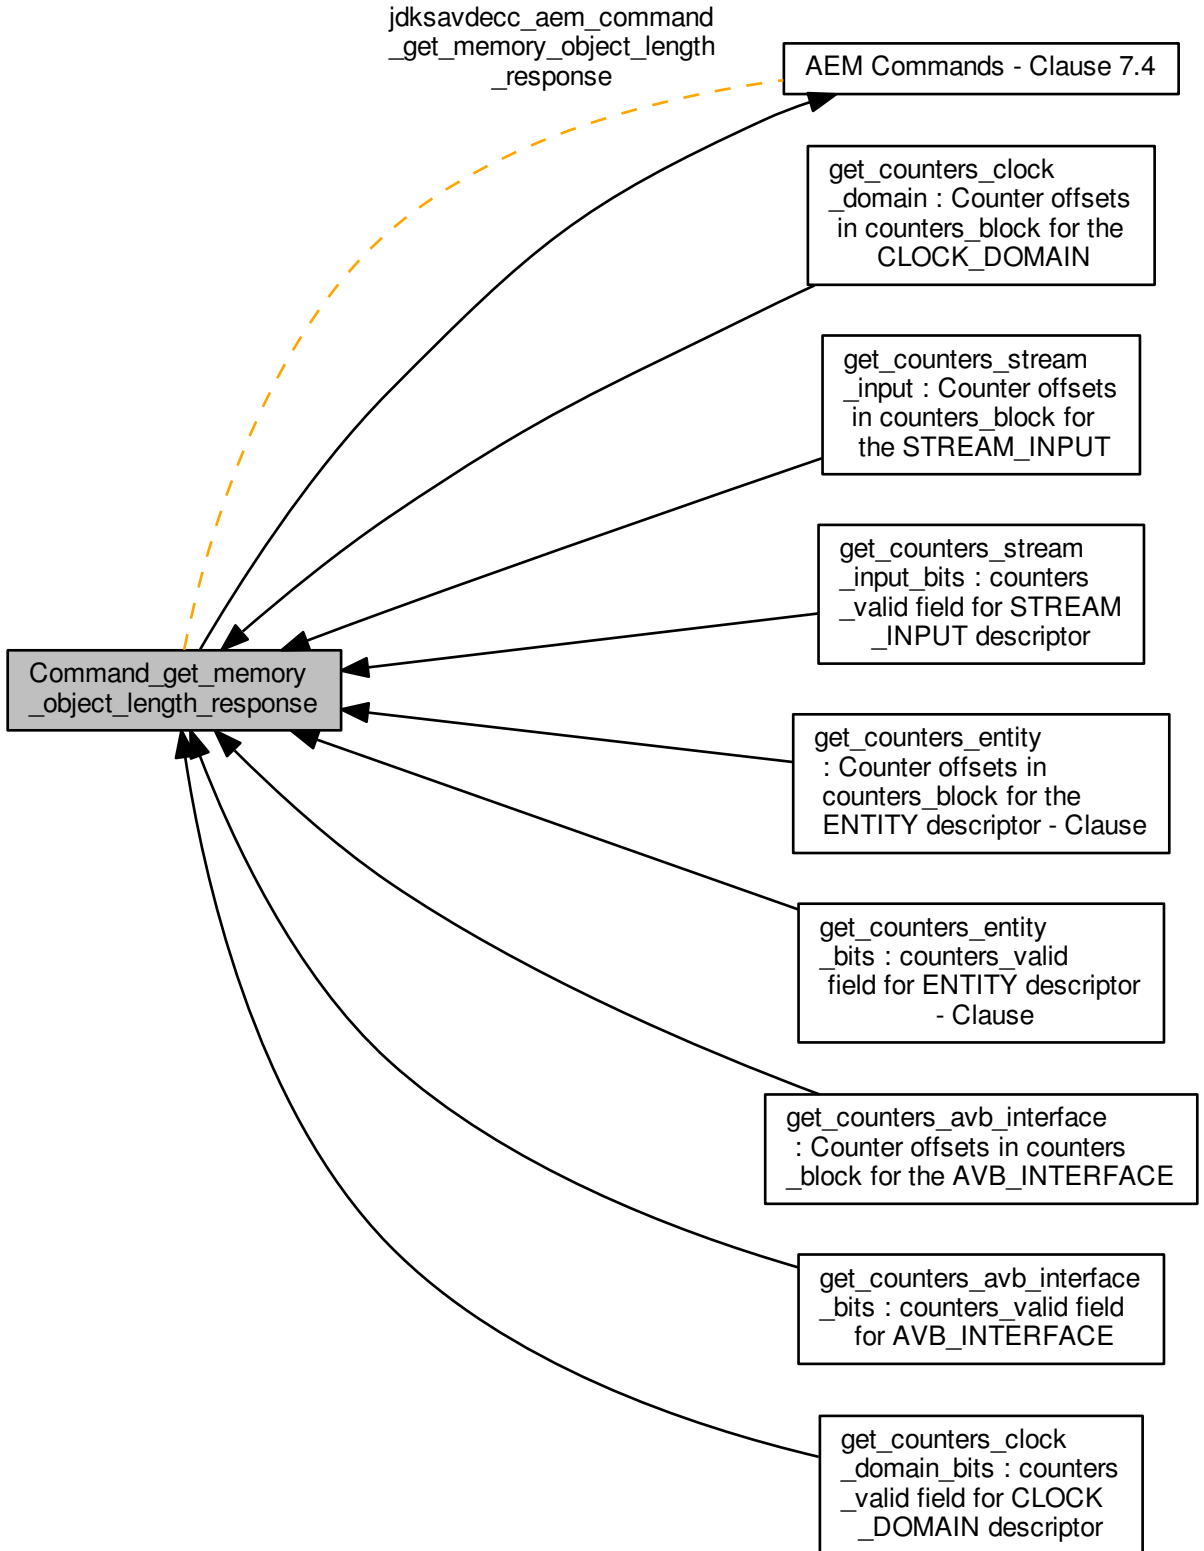 jdksavdecc_aem_command
_get_memory_object_length
_response
AEM Commands - Clause 7.4
get_counters_clock
_domain : Counter offsets
in counters_block for the
CLOCK_DOMAIN
get_counters_stream
_input : Counter offsets
in counters_block for
the STREAM_INPUT
get_counters_stream
_input_bits : counters
_valid field for STREAM
_INPUT descriptor
Command_get_memory
_object_length_response
get_counters_entity
: Counter offsets in
counters_block for the
ENTITY descriptor - Clause
get_counters_entity
_bits : counters_valid
field for ENTITY descriptor
- Clause
get_counters_avb_interface
: Counter offsets in counters
_block for the AVB_INTERFACE
get_counters_avb_interface
_bits : counters_valid field
for AVB_INTERFACE
get_counters_clock
_domain_bits : counters
_valid field for CLOCK
_DOMAIN descriptor